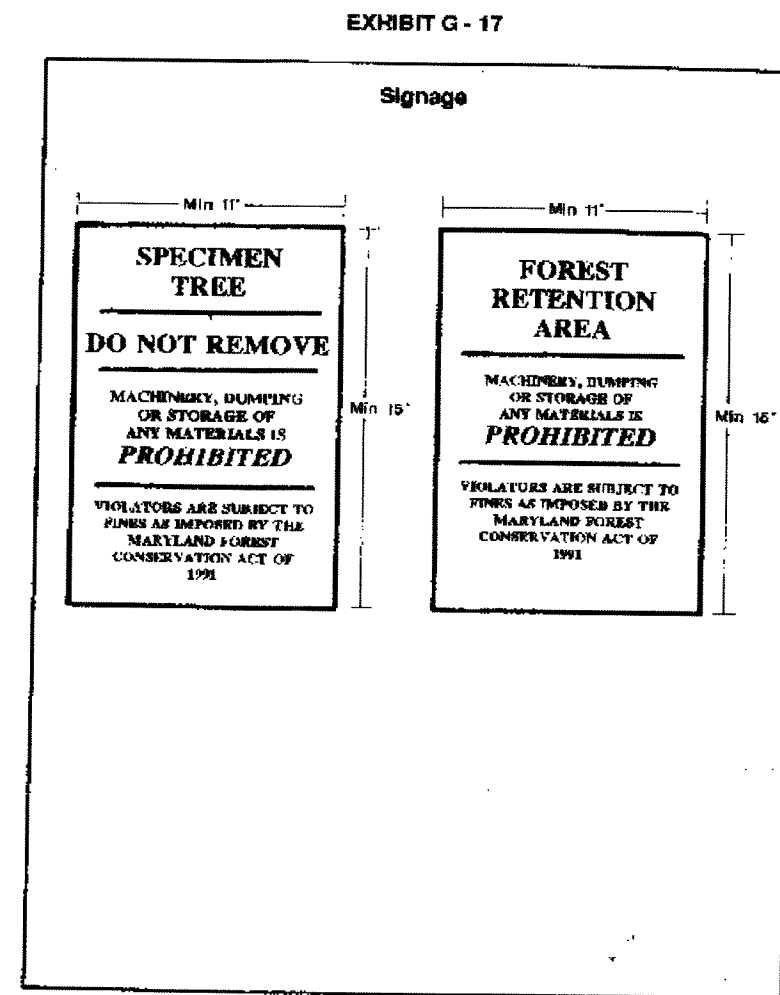 EXHIBIT G - 17
Signage
Min 11"
SPECIMEN
TREE
DO NOT REMOVE
MACHINERY, DUMPING
OR STORAGE OF
ANY MATERIALS IS
PROHIBITED
VIOLATORS ARE SUBJECT TO
FINES AS IMPOSED BY THE
MARYLAND FOREST
CONSERVATION ACT OF
1991
Min 15"
Min 11"
FOREST
RETENTION
AREA
MACHINERY, DUMPING
OR STORAGE OF
ANY MATERIALS IS
PROHIBITED
VIOLATORS ARE SUBJECT TO
FINES AS IMPOSED BY THE
MARYLAND FOREST
CONSERVATION ACT OF
1991
Min 15"